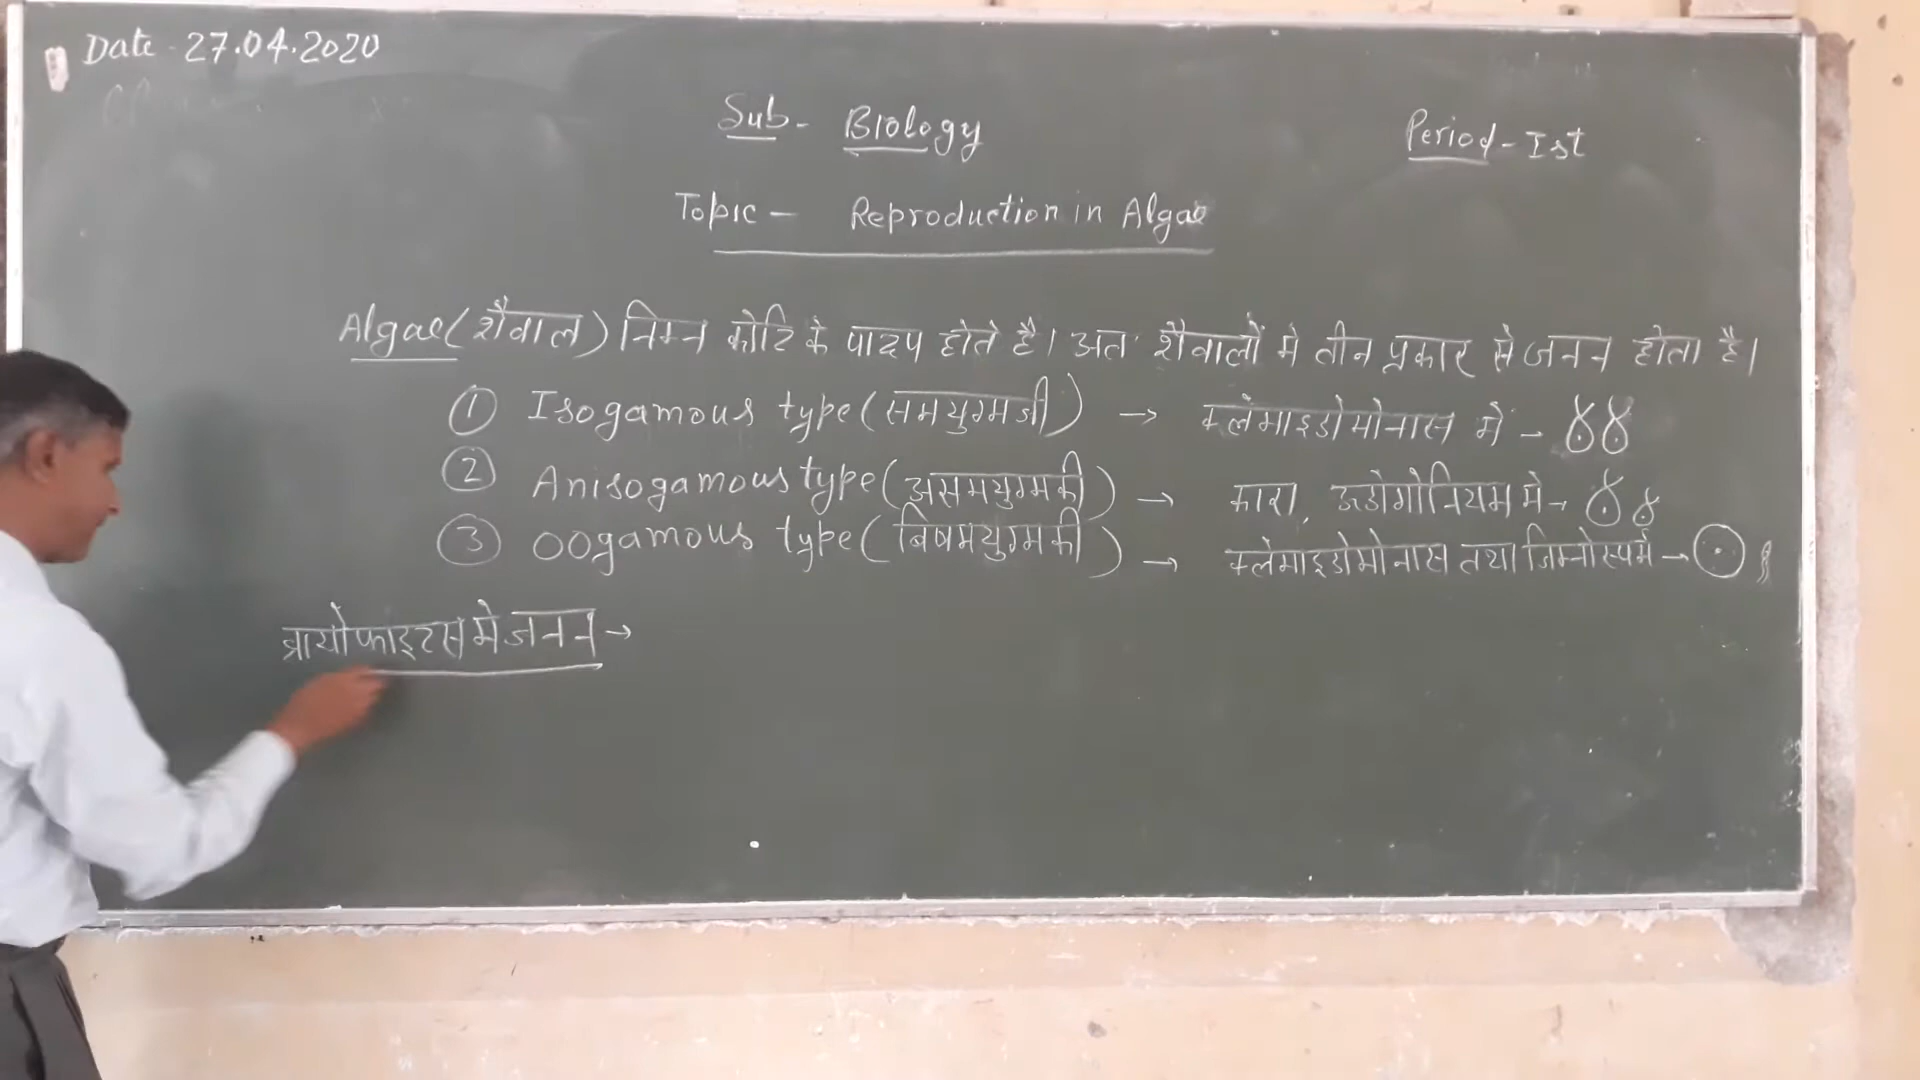 Date - 27.04.2020
Sub - Biology
Period - Ist
Topic - Reproduction in Algae
Algae (शैवाल) निम्न कोटि के पादप होते है। अतः शैवालों मे तीन प्रकार से जनन होता है।
① Isogamous type (समयुग्मजी) → क्लेमाइडोमोनास में -
② Anisogamous type (असमयुग्मकी) → कारा, ऊडोगोनियम मे →
③ Oogamous type (बिषमयुग्मकी) → क्लेमाइडोमोनास तथा जिम्नोस्पर्म →
ब्रायोफाइटस मे जनन →